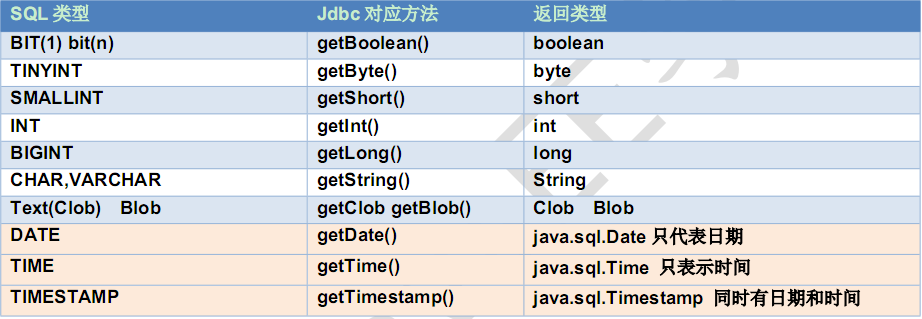 SQL 类型 Jdbc 对应方法 返回类型
BIT(1) bit(n) getBoolean() boolean
TINYINT getByte() byte
SMALLINT getShort() short
INT getInt() int
BIGINT getLong() long
CHAR,VARCHAR getString() String
Text(Clob) Blob getClob getBlob() Clob Blob
DATE getDate() java.sql.Date 只代表日期
TIME getTime() java.sql.Time 只表示时间
TIMESTAMP getTimestamp() java.sql.Timestamp 同时有日期和时间